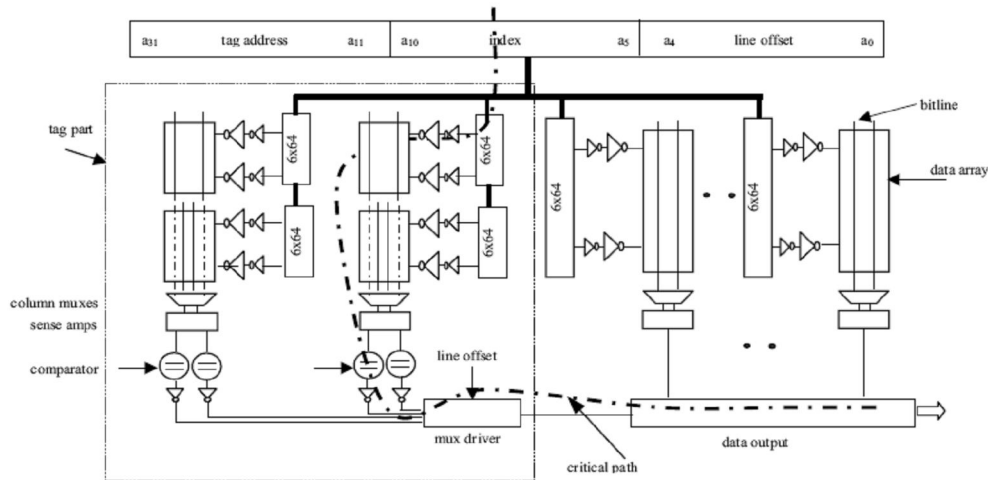 a31 tag address a11 a10 index a5 a4 line offset a0
bitline
tag part
6x64 6x64 6x64 6x64
data array
6x64 6x64
column muxes
sense amps
comparator
line offset
mux driver
data output
critical path